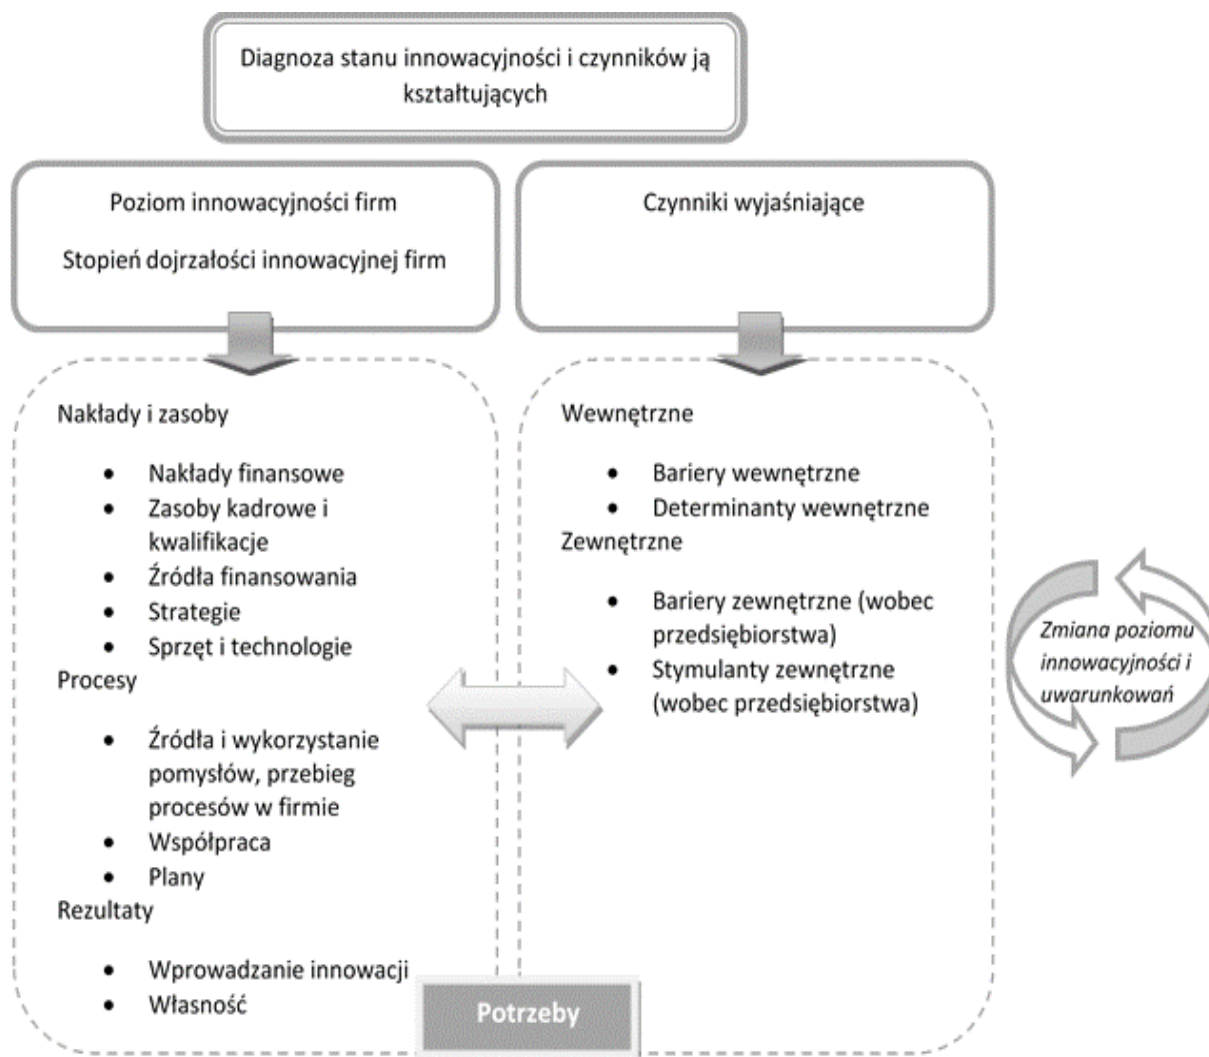 Diagnoza stanu innowacyjności i czynników ją
kształtujących
Poziom innowacyjności firm
Stopień dojrzałości innowacyjnej firm
Czynniki wyjaśniające
Nakłady i zasoby
• Nakłady finansowe
• Zasoby kadrowe i
kwalifikacje
• Źródła finansowania
• Strategie
• Sprzęt i technologie
Procesy
• Źródła i wykorzystanie
pomysłów, przebieg
procesów w firmie
• Współpraca
• Plany
Rezultaty
• Wprowadzanie innowacji
• Własność
Wewnętrzne
• Bariery wewnętrzne
• Determinanty wewnętrzne
Zewnętrzne
• Bariery zewnętrzne (wobec
przedsiębiorstwa)
• Stymulanty zewnętrzne
(wobec przedsiębiorstwa)
Zmiana poziomu
innowacyjności i
uwarunkowań
Potrzeby